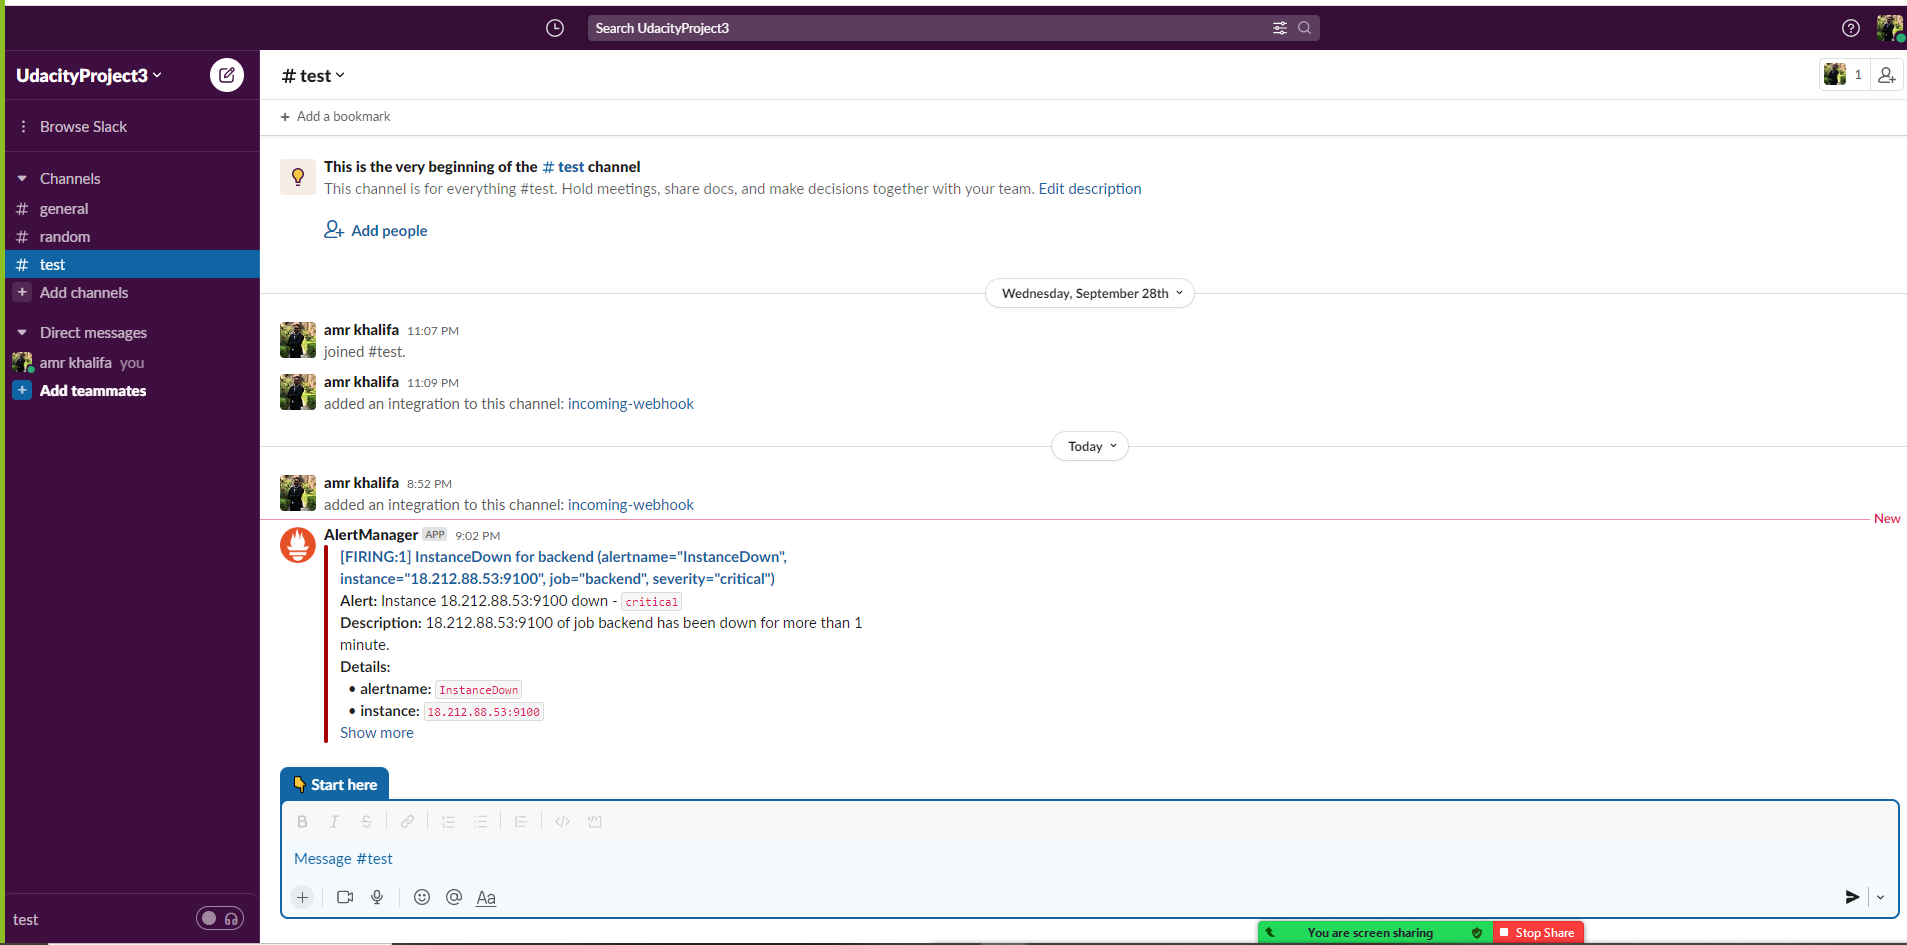 Search UdacityProject3
UdacityProject3
Browse Slack
Channels
# general
# random
# test
+ Add channels
Direct messages
amr khalifa you
+ Add teammates
test
# test
1
+ Add a bookmark
This is the very beginning of the # test channel
This channel is for everything #test. Hold meetings, share docs, and make decisions together with your team. Edit description
Add people
Wednesday, September 28th
amr khalifa 11:07 PM
joined #test.
amr khalifa 11:09 PM
added an integration to this channel: incoming-webhook
Today
amr khalifa 8:52 PM
added an integration to this channel: incoming-webhook
New
AlertManager APP 9:02 PM
[FIRING:1] InstanceDown for backend (alertname="InstanceDown",
instance="18.212.88.53:9100", job="backend", severity="critical")
Alert: Instance 18.212.88.53:9100 down - critical
Description: 18.212.88.53:9100 of job backend has been down for more than 1
minute.
Details:
• alertname: InstanceDown
• instance: 18.212.88.53:9100
Show more
Start here
B I S
Message #test
+ @ Aa
You are screen sharing Stop Share